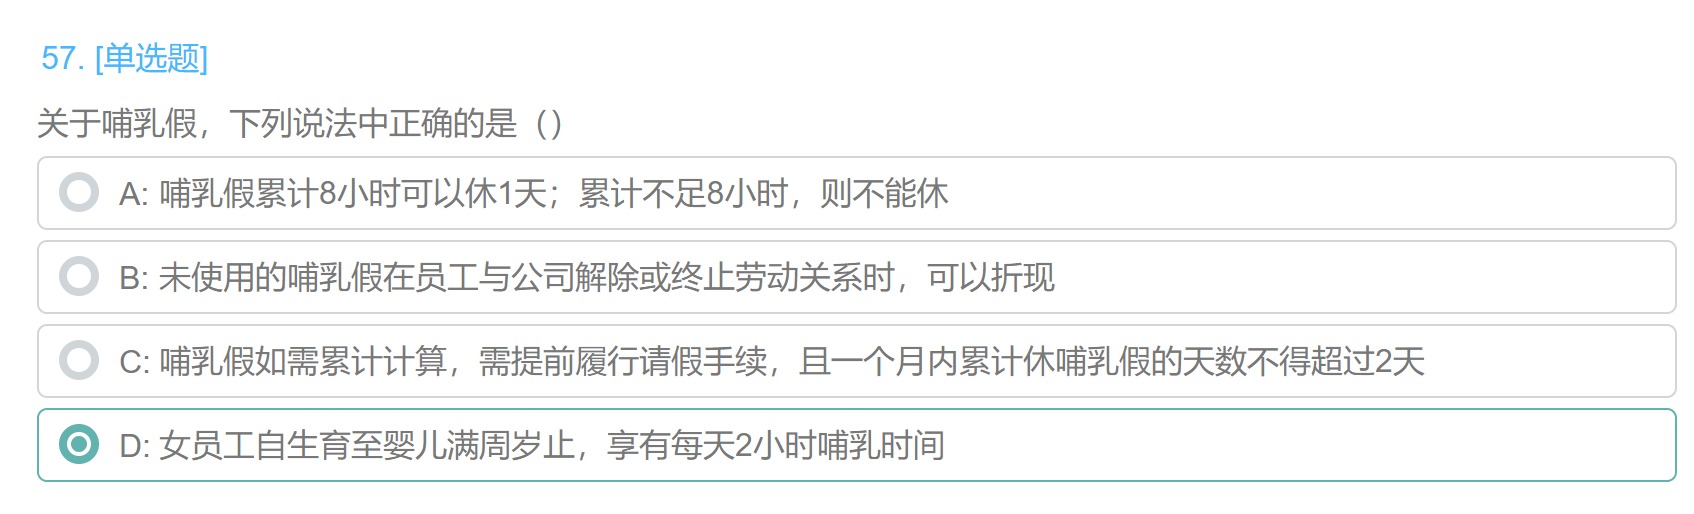 57. [单选题]
关于哺乳假，下列说法中正确的是（）
A: 哺乳假累计8小时可以休1天；累计不足8小时，则不能休
B: 未使用的哺乳假在员工与公司解除或终止劳动关系时，可以折现
C: 哺乳假如需累计计算，需提前履行请假手续，且一个月内累计休哺乳假的天数不得超过2天
D: 女员工自生育至婴儿满周岁止，享有每天2小时哺乳时间